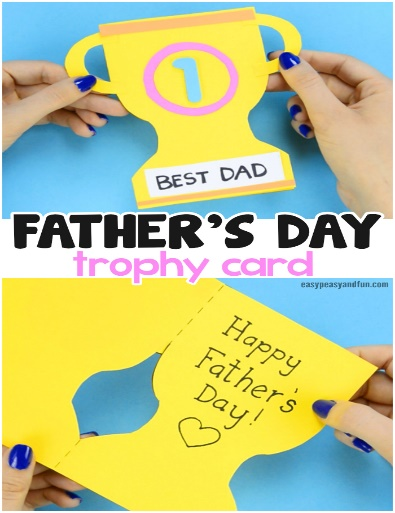 1
BEST DAD
FATHER'S DAY
trophy card
easypeasyandfun.com
Happy
Father's
Day!